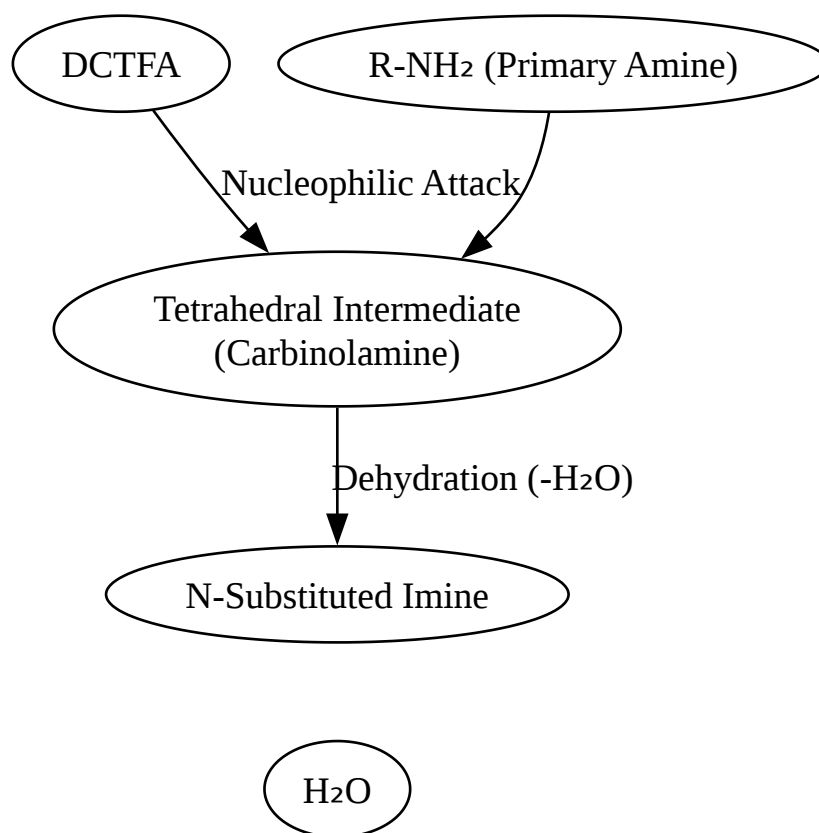 DCTFA
R-NH₂ (Primary Amine)
Nucleophilic Attack
Tetrahedral Intermediate
(Carbinolamine)
Dehydration (-H₂O)
N-Substituted Imine
H₂O